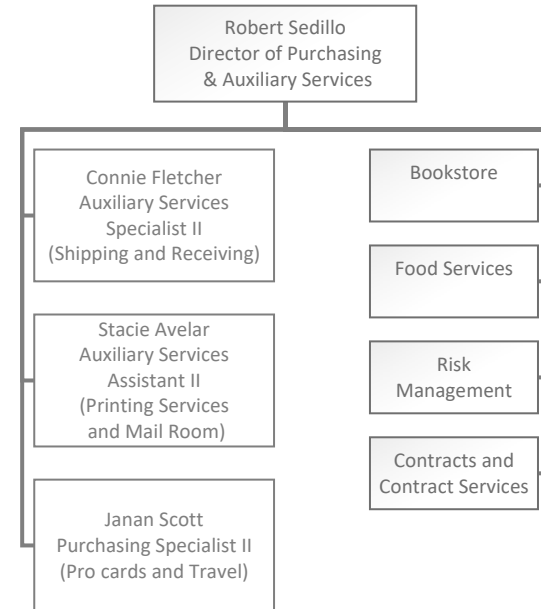 Robert Sedillo
Director of Purchasing
& Auxiliary Services
Connie Fletcher
Auxiliary Services
Specialist II
(Shipping and Receiving)
Stacie Avelar
Auxiliary Services
Assistant II
(Printing Services
and Mail Room)
Janan Scott
Purchasing Specialist II
(Pro cards and Travel)
Bookstore
Food Services
Risk
Management
Contracts and
Contract Services